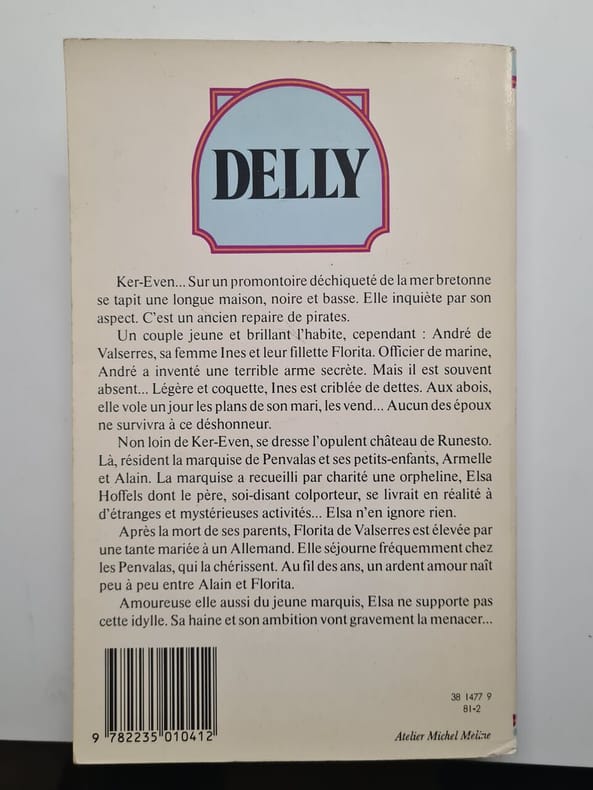 DELLY
Ker-Even... Sur un promontoire déchiqueté de la mer bretonne
se tapit une longue maison, noire et basse. Elle inquiète par son
aspect. C'est un ancien repaire de pirates.
Un couple jeune et brillant l'habite, cependant : André de
Valserres, sa femme Ines et leur fillette Florita. Officier de marine,
André a inventé une terrible arme secrète. Mais il est souvent
absent... Légère et coquette, Ines est criblée de dettes. Aux abois,
elle vole un jour les plans de son mari, les vend... Aucun des époux
ne survivra à ce déshonneur.
Non loin de Ker-Even, se dresse l'opulent château de Runesto.
Là, résident la marquise de Penvalas et ses petits-enfants, Armelle
et Alain. La marquise a recueilli par charité une orpheline, Elsa
Hoffels dont le père, soi-disant colporteur, se livrait en réalité à
d'étranges et mystérieuses activités... Elsa n'en ignore rien.
Après la mort de ses parents, Florita de Valserres est élevée par
une tante mariée à un Allemand. Elle séjourne fréquemment chez
les Penvalas, qui la chérissent. Au fil des ans, un ardent amour naît
peu à peu entre Alain et Florita.
Amoureuse elle aussi du jeune marquis, Elsa ne supporte pas
cette idylle. Sa haine et son ambition vont gravement la menacer...
38 1477 9
81-2
9 782235 010412
Atelier Michel Meline